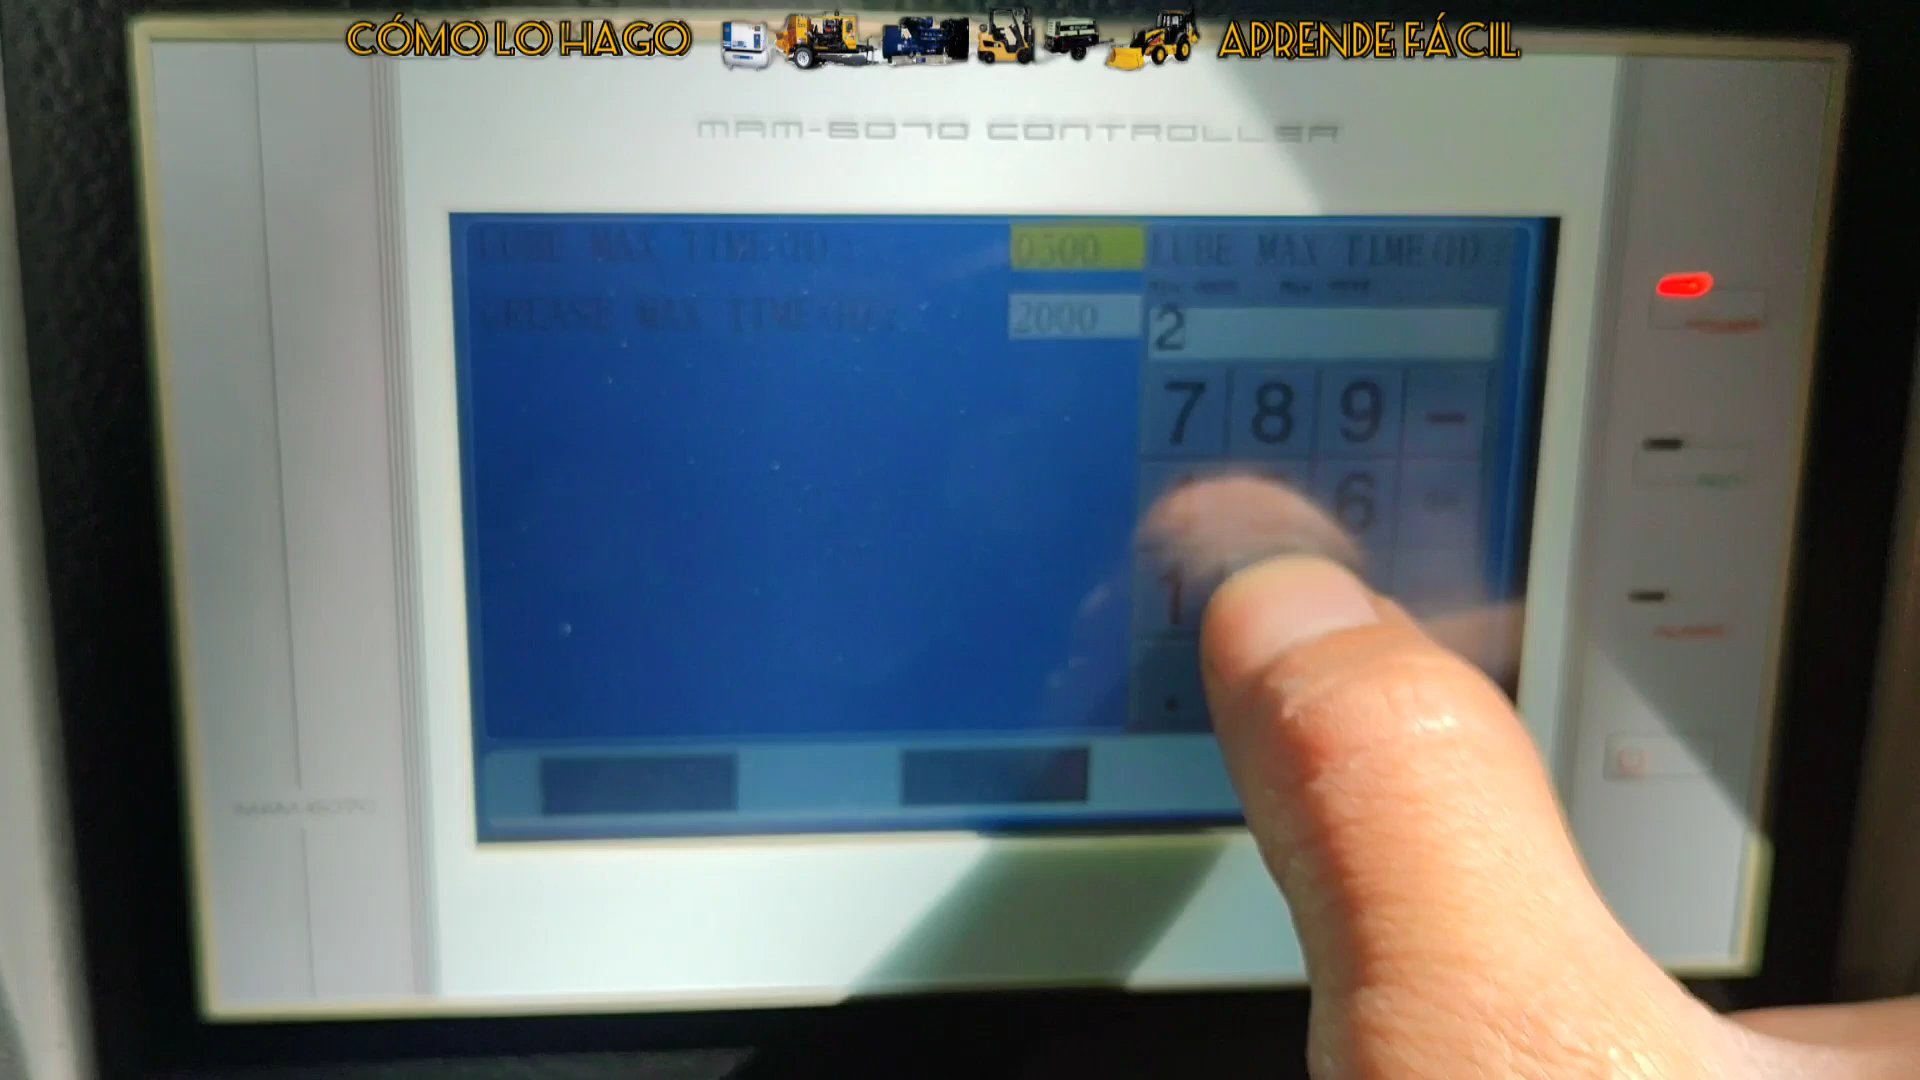 CÓMO LO HAGO APRENDE FÁCIL
MAM-6070 CONTROLLER
LUBE MAX TIME(H): 0500 LUBE MAX TIME(H):
GREASE MAX TIME(H): 2000
2
7 8 9 -
6
1
.